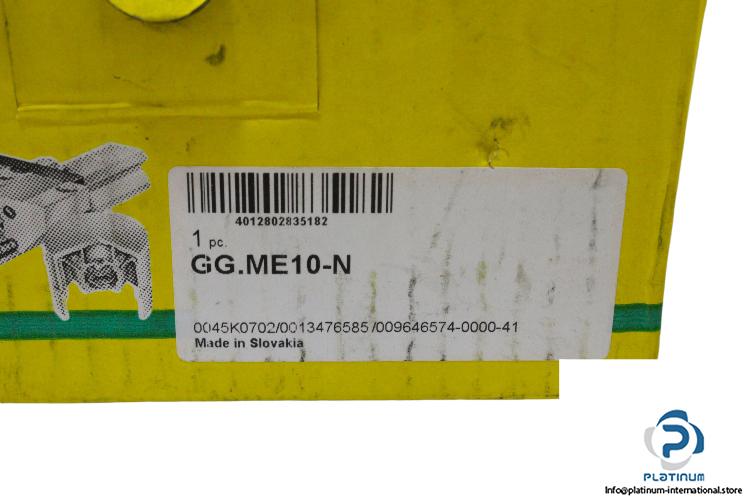 4012802835182
1 pc.
GG.ME10-N
0045K0702/0013476585/009646574-0000-41
Made in Slovakia
PLATINUM
Info@platinum-international.store